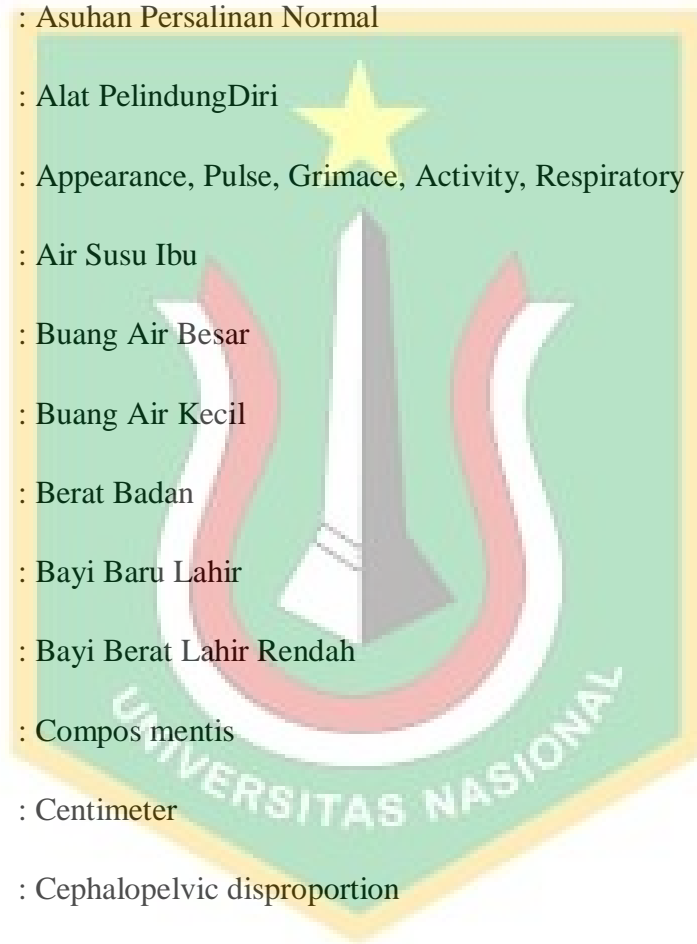 : Asuhan Persalinan Normal
: Alat PelindungDiri
: Appearance, Pulse, Grimace, Activity, Respiratory
: Air Susu Ibu
: Buang Air Besar
: Buang Air Kecil
: Berat Badan
: Bayi Baru Lahir
: Bayi Berat Lahir Rendah
: Compos mentis
: Centimeter
: Cephalopelvic disproportion
UNIVERSITAS NASIONAL